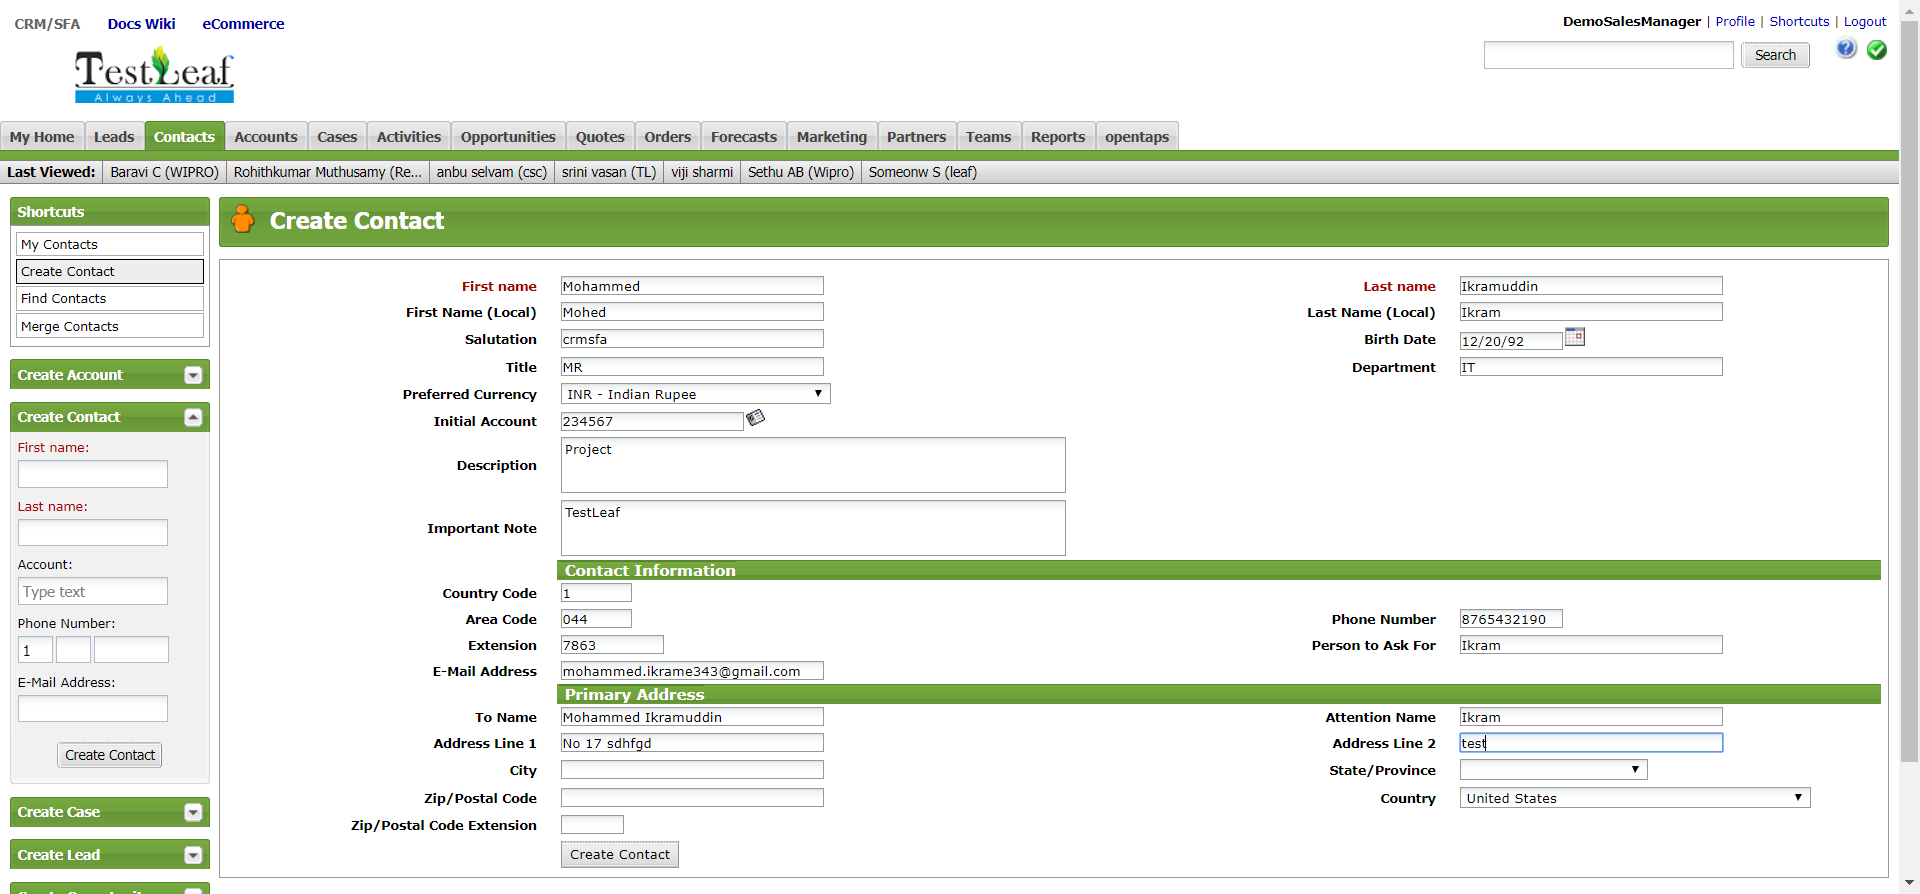 CRM/SFA Docs Wiki eCommerce
DemoSalesManager | Profile | Shortcuts | Logout
TestLeaf
Always Ahead
Search
?
My Home Leads Contacts Accounts Cases Activities Opportunities Quotes Orders Forecasts Marketing Partners Teams Reports opentaps
Last Viewed: Baravi C (WIPRO) Rohithkumar Muthusamy (Re... anbu selvam (csc) srini vasan (TL) viji sharmi Sethu AB (Wipro) Someonw S (leaf)
Shortcuts
My Contacts
Create Contact
Find Contacts
Merge Contacts
Create Account
Create Contact
First name:
Last name:
Account:
Type text
Phone Number:
1
E-Mail Address:
Create Contact
Create Case
Create Lead
Create Contact
First name Mohammed Last name Ikramuddin
First Name (Local) Mohed Last Name (Local) Ikram
Salutation crmsfa Birth Date 12/20/92
Title MR Department IT
Preferred Currency INR - Indian Rupee
Initial Account 234567
Description Project
Important Note TestLeaf
Contact Information
Country Code 1
Area Code 044 Phone Number 8765432190
Extension 7863 Person to Ask For Ikram
E-Mail Address mohammed.ikrame343@gmail.com
Primary Address
To Name Mohammed Ikramuddin Attention Name Ikram
Address Line 1 No 17 sdhfgd Address Line 2 test
City State/Province
Zip/Postal Code Country United States
Zip/Postal Code Extension
Create Contact